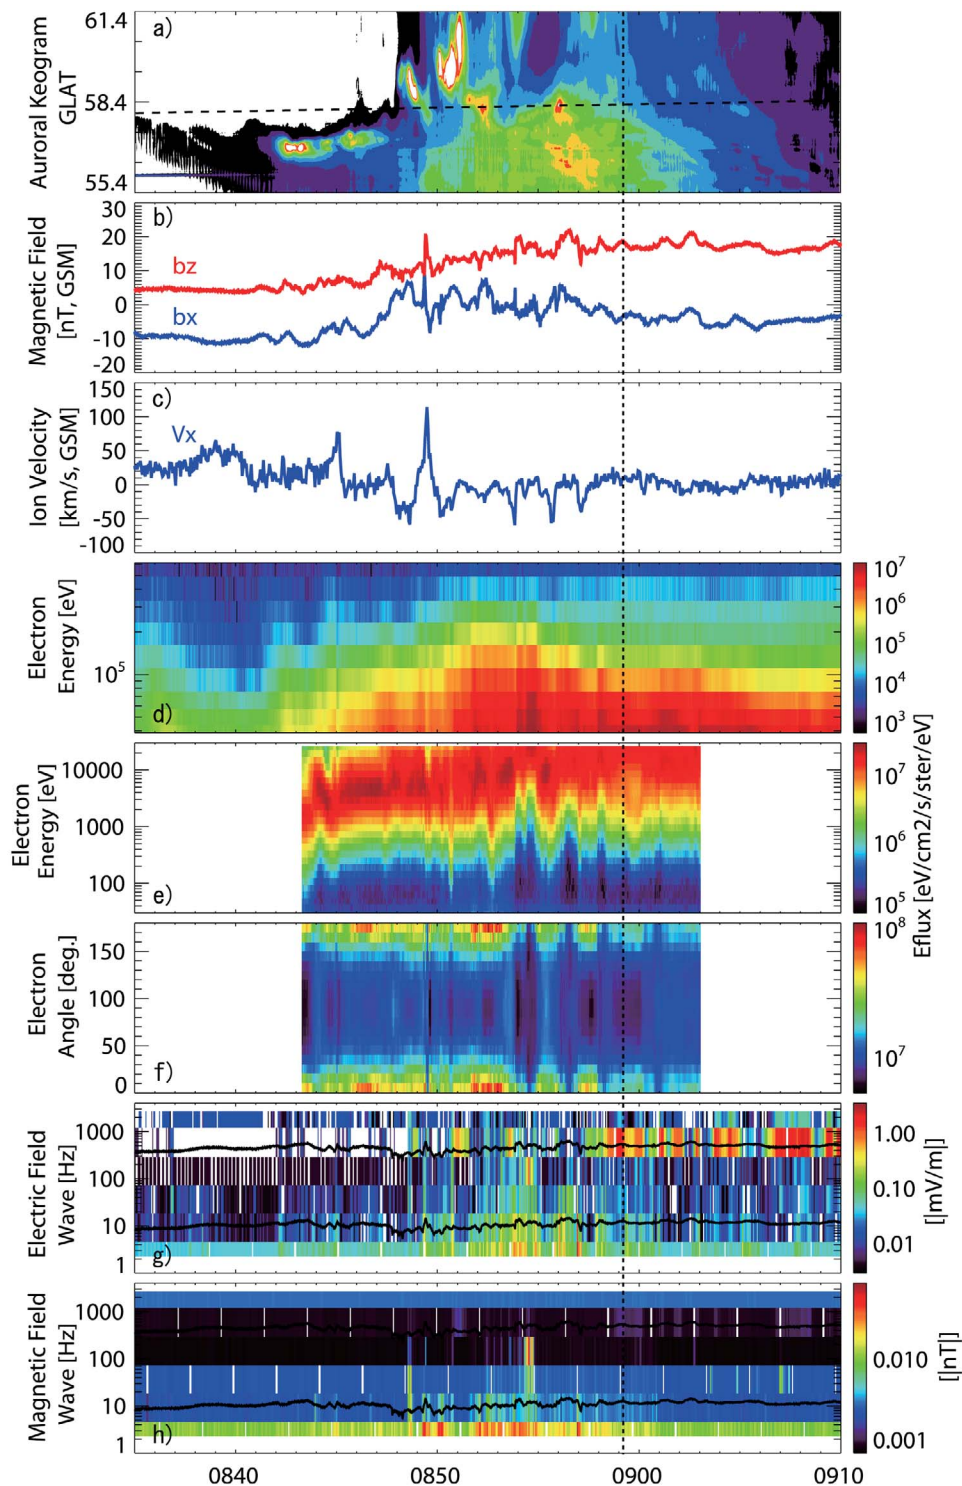 a)
61.4
58.4
55.4
Auroral Keogram
GLAT
b)
30
20
10
0
-10
-20
Magnetic Field
[nT, GSM]
bz
bx
c)
150
100
50
0
-50
-100
Ion Velocity
[km/s, GSM]
Vx
d)
10⁵
Electron
Energy [eV]
10⁷
10⁶
10⁵
10⁴
10³
e)
10000
1000
100
Electron
Energy [eV]
10⁷
10⁶
10⁵
Eflux [eV/cm2/s/ster/eV]
f)
150
100
50
0
Electron
Angle [deg.]
10⁸
10⁷
g)
1000
100
10
1
Electric Field
Wave [Hz]
1.00
0.10
0.01
[|mV/m|]
h)
1000
100
10
1
Magnetic Field
Wave [Hz]
0.010
0.001
[|nT|]
0840 0850 0900 0910